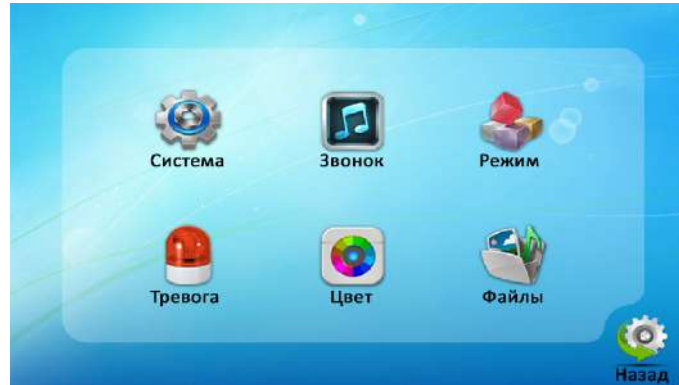 Система
Звонок
Режим
Тревога
Цвет
Файлы
Назад